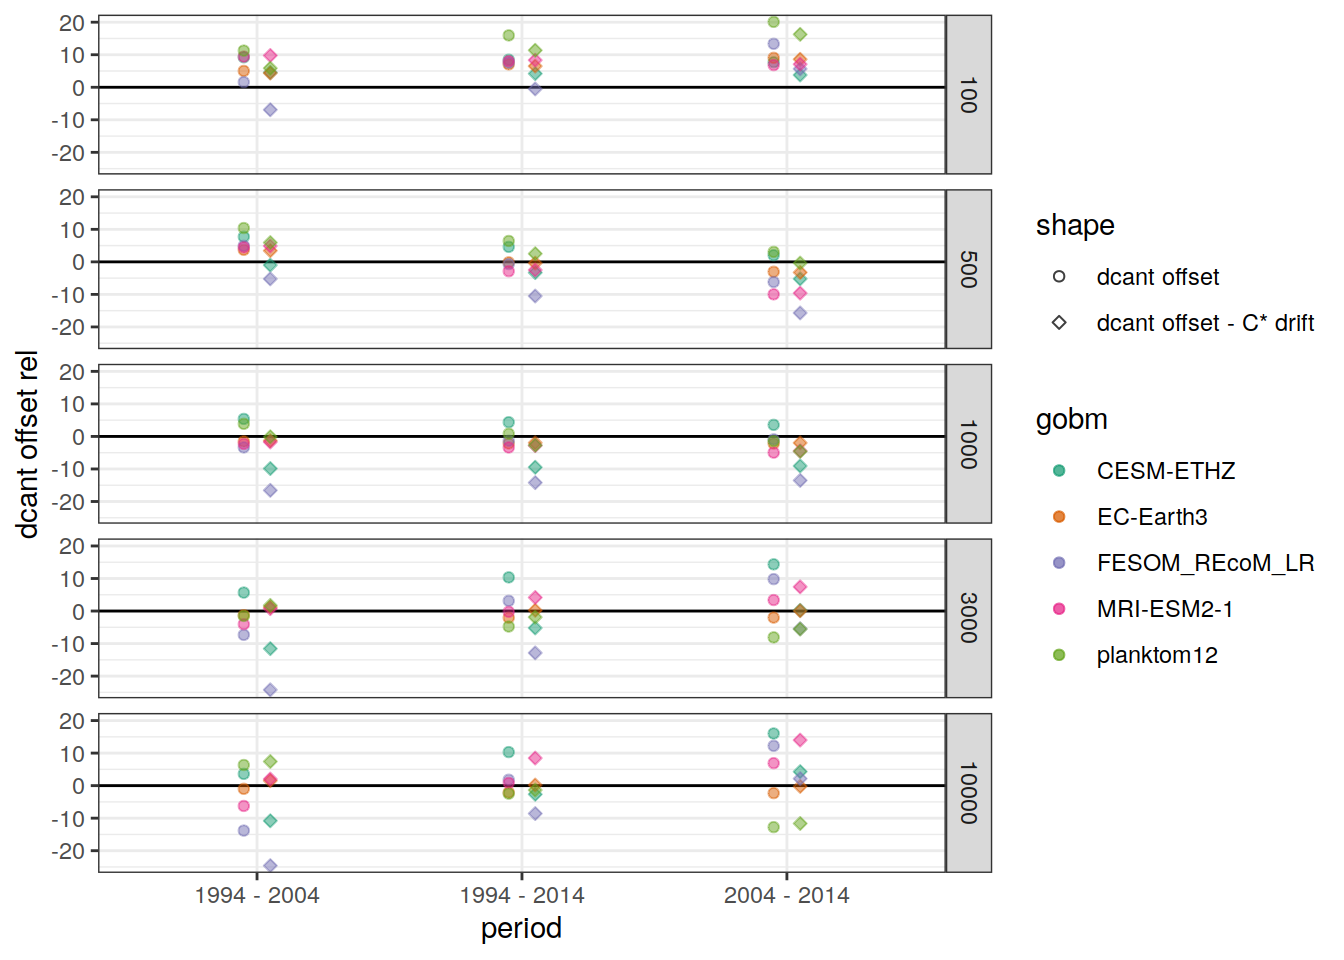 dcant offset rel
20
10
0
-10
-20
100
20
10
0
-10
-20
500
20
10
0
-10
-20
1000
20
10
0
-10
-20
3000
20
10
0
-10
-20
10000
1994 - 2004
1994 - 2014
2004 - 2014
period
shape
dcant offset
dcant offset - C* drift
gobm
CESM-ETHZ
EC-Earth3
FESOM_REcoM_LR
MRI-ESM2-1
planktom12